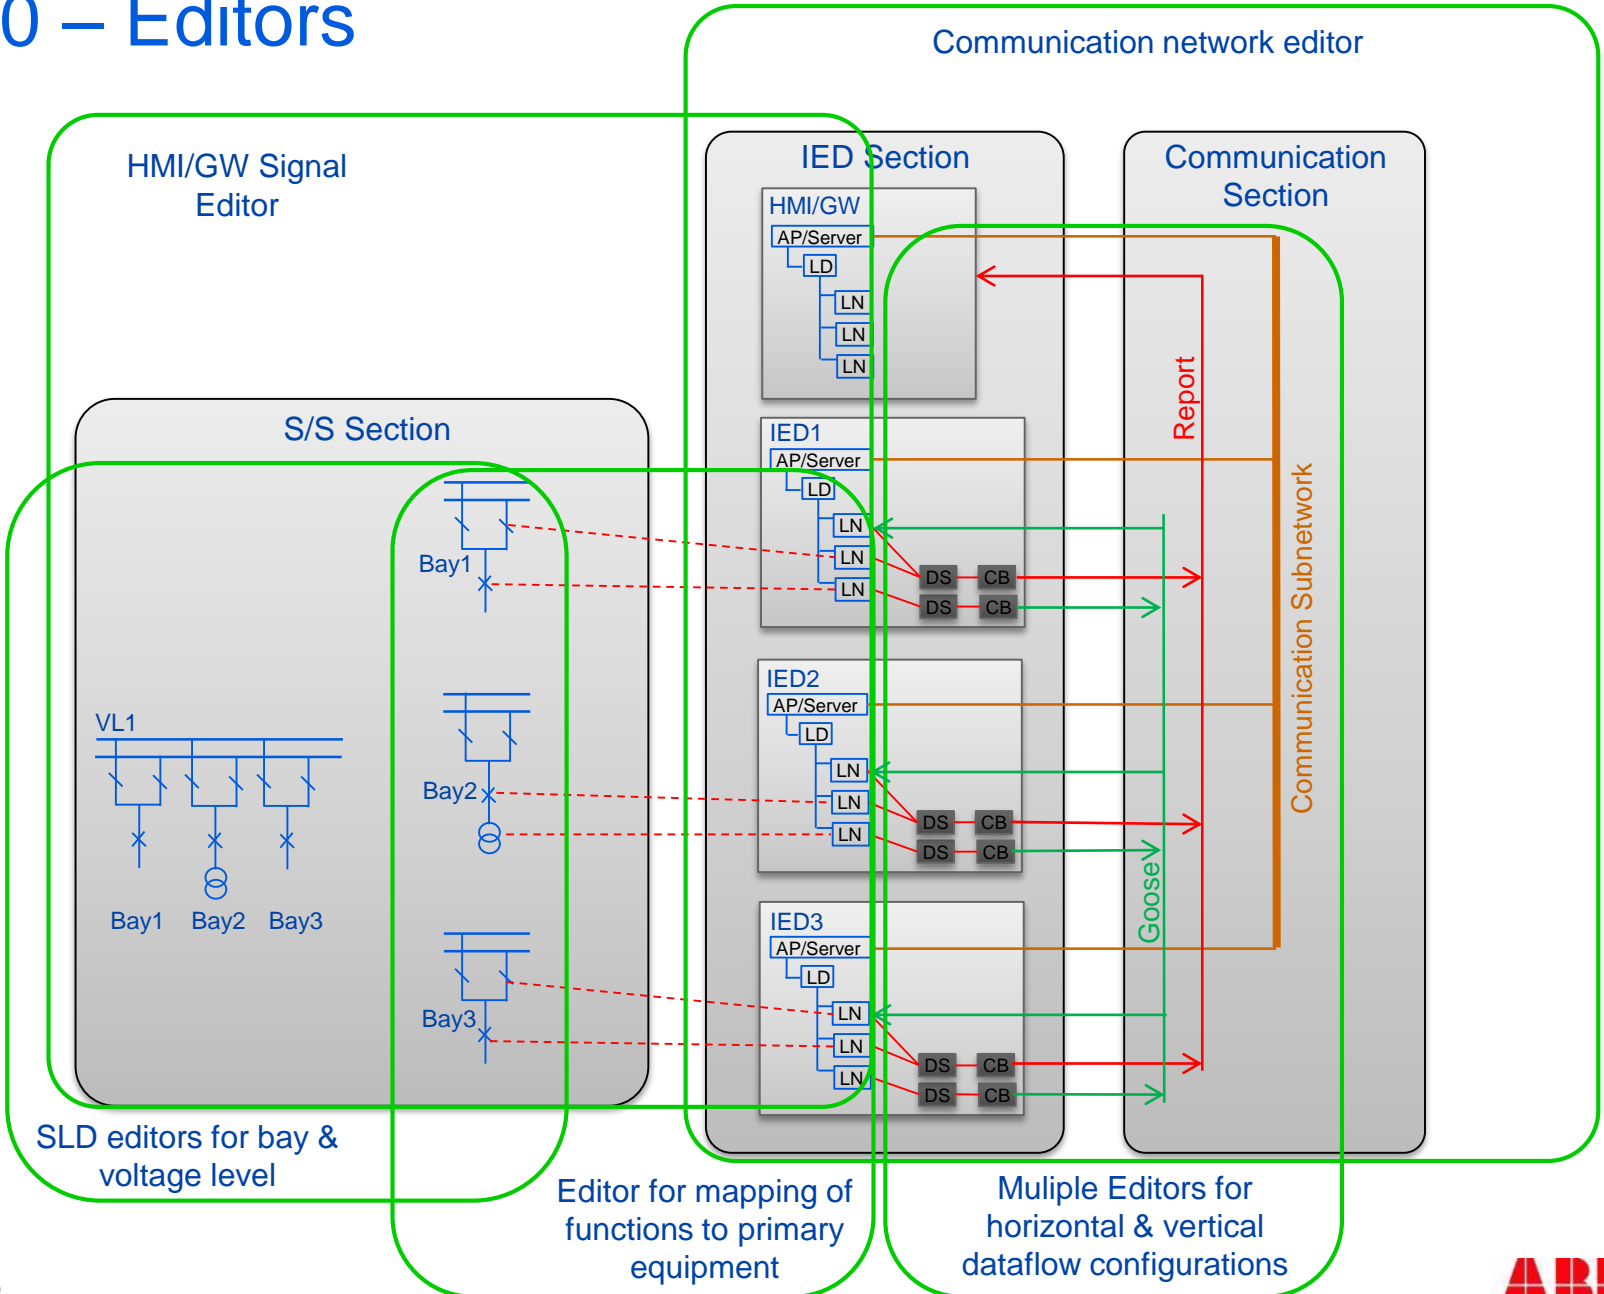 0 – Editors
Communication network editor
HMI/GW Signal
Editor
IED Section
Communication
Section
HMI/GW
AP/Server
LD
LN
LN
LN
Report
S/S Section
IED1
AP/Server
LD
LN
LN
LN
DS
CB
DS
CB
Bay1
Communication Subnetwork
IED2
AP/Server
LD
LN
LN
LN
DS
CB
DS
CB
Bay2
VL1
Bay1
Bay2
Bay3
Goose
IED3
AP/Server
LD
LN
LN
LN
DS
CB
DS
CB
Bay3
SLD editors for bay &
voltage level
Editor for mapping of
functions to primary
equipment
Muliple Editors for
horizontal & vertical
dataflow configurations